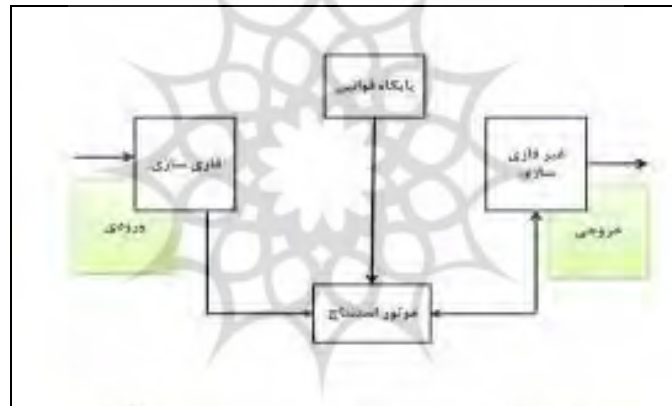 پایگاه قوانین
فازی سازی
غیر فازی
سازی
ورودی
خروجی
موتور استنتاج